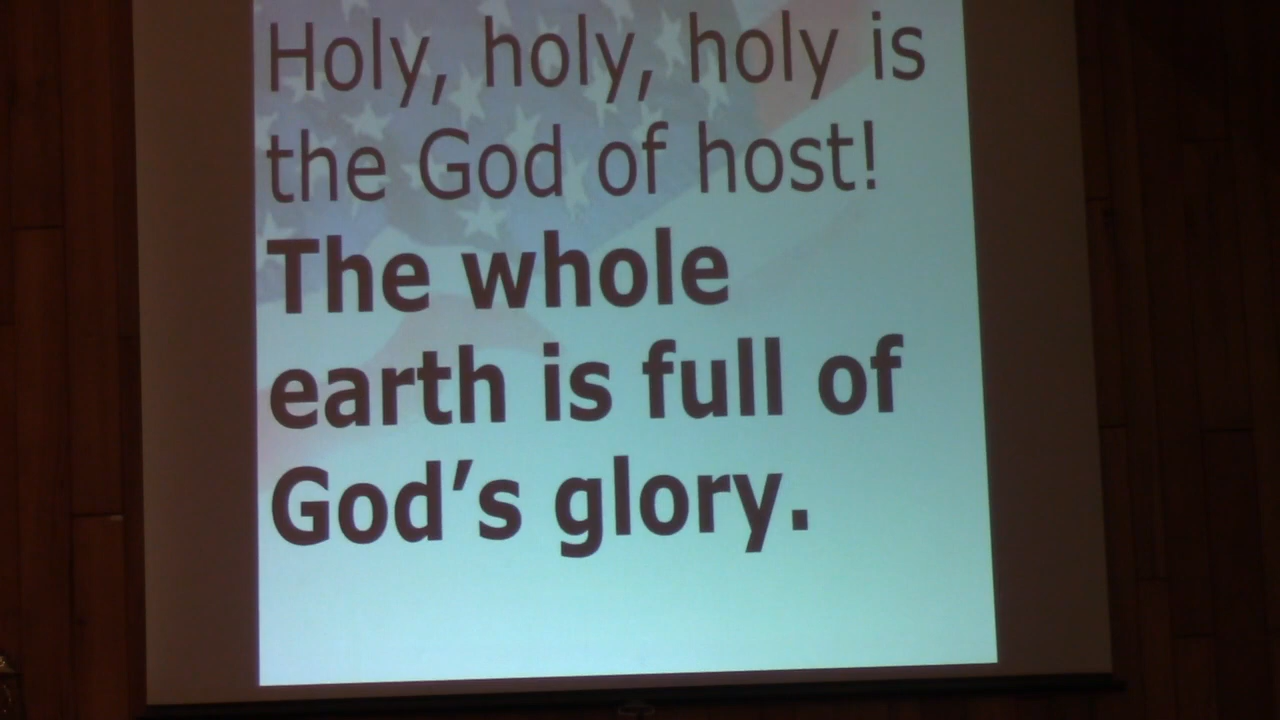 Holy, holy, holy is
the God of host!
The whole
earth is full of
God’s glory.